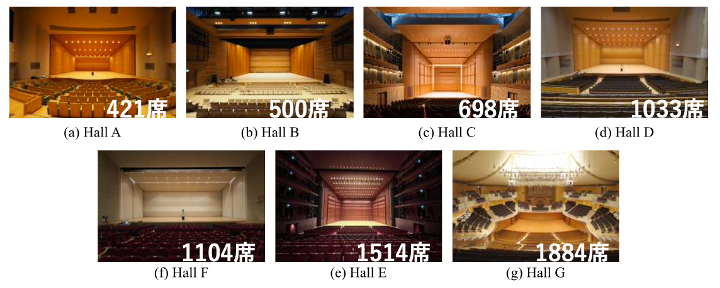 421席
500席
698席
1033席
(a) Hall A
(b) Hall B
(c) Hall C
(d) Hall D
1104席
1514席
1884席
(f) Hall F
(e) Hall E
(g) Hall G